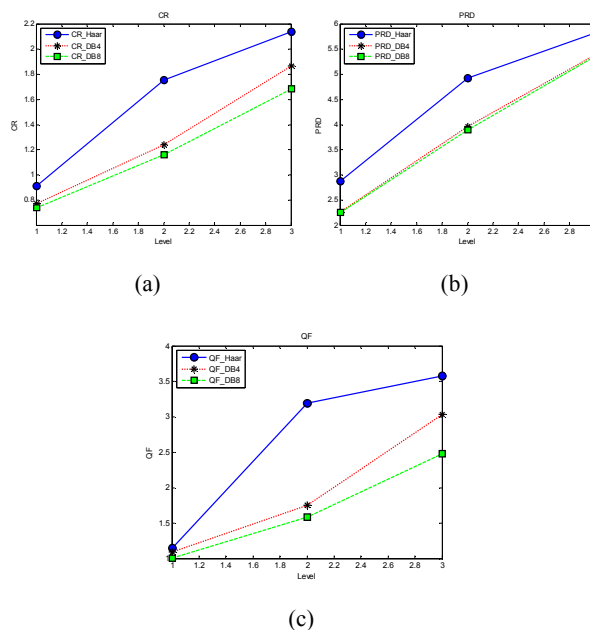 CR
2.2
2
1.8
1.6
1.4
1.2
1
0.8
CR
CR_Haar
CR_DB4
CR_DB8
1 1.2 1.4 1.6 1.8 2 2.2 2.4 2.6 2.8 3
Level
(a)
PRD
6
5.5
5
4.5
4
3.5
3
2.5
2
PRD
PRD_Haar
PRD_DB4
PRD_DB8
1 1.2 1.4 1.6 1.8 2 2.2 2.4 2.6 2.8
Level
(b)
QF
4
3.5
3
2.5
2
1.5
1
QF
QF_Haar
QF_DB4
QF_DB8
1 1.2 1.4 1.6 1.8 2 2.2 2.4 2.6 2.8 3
Level
(c)